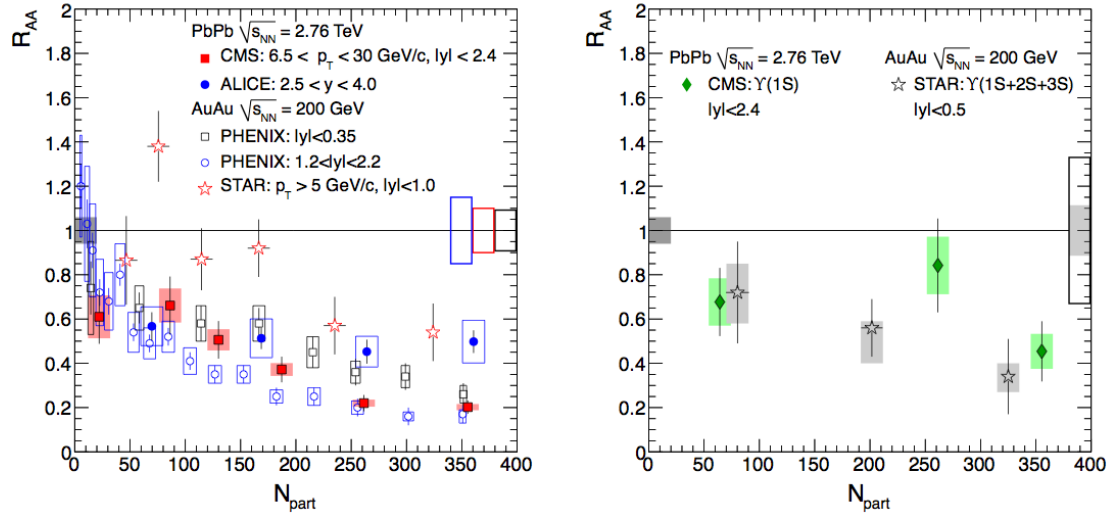 R_AA
PbPb √s_NN = 2.76 TeV
CMS: 6.5 < p_T < 30 GeV/c, |y| < 2.4
ALICE: 2.5 < y < 4.0
AuAu √s_NN = 200 GeV
PHENIX: |y|<0.35
PHENIX: 1.2<|y|<2.2
STAR: p_T > 5 GeV/c, |y|<1.0
2
1.8
1.6
1.4
1.2
1
0.8
0.6
0.4
0.2
0
0 50 100 150 200 250 300 350 400
N_part
R_AA
PbPb √s_NN = 2.76 TeV
CMS: ϒ(1S)
|y|<2.4
AuAu √s_NN = 200 GeV
STAR: ϒ(1S+2S+3S)
|y|<0.5
2
1.8
1.6
1.4
1.2
1
0.8
0.6
0.4
0.2
0
0 50 100 150 200 250 300 350 400
N_part